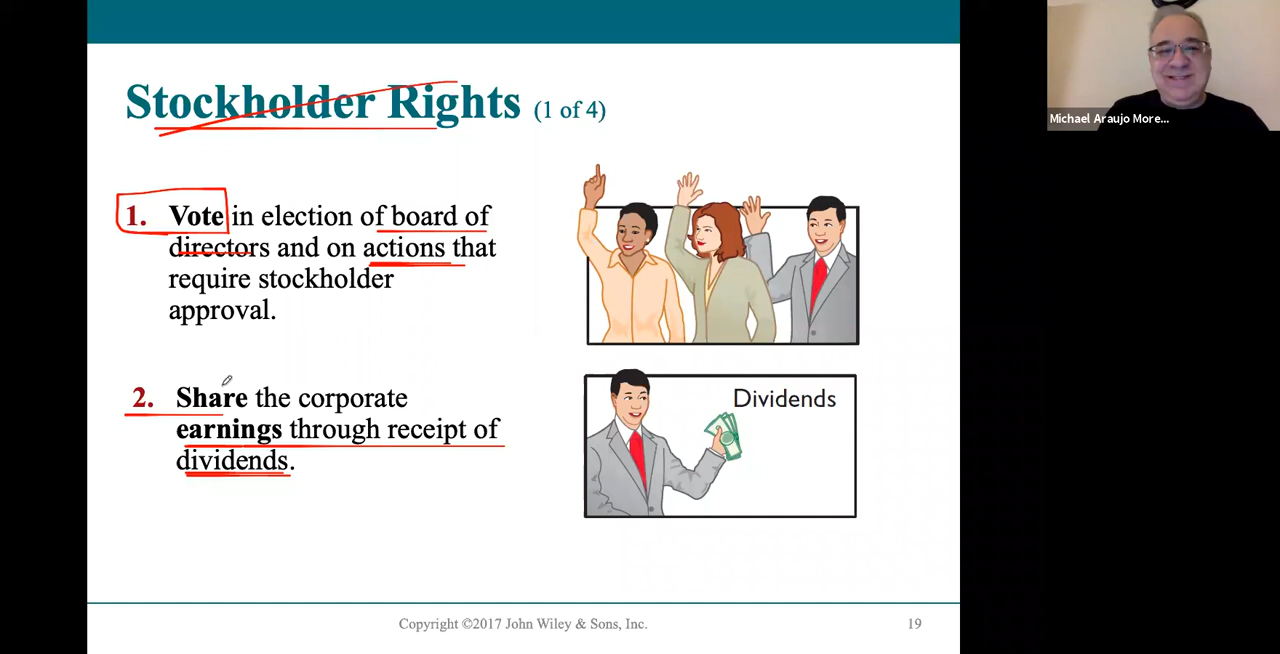 Stockholder Rights (1 of 4)
1. Vote in election of board of
directors and on actions that
require stockholder
approval.
2. Share the corporate
earnings through receipt of
dividends.
Dividends
Copyright ©2017 John Wiley & Sons, Inc.
19
Michael Araujo More...